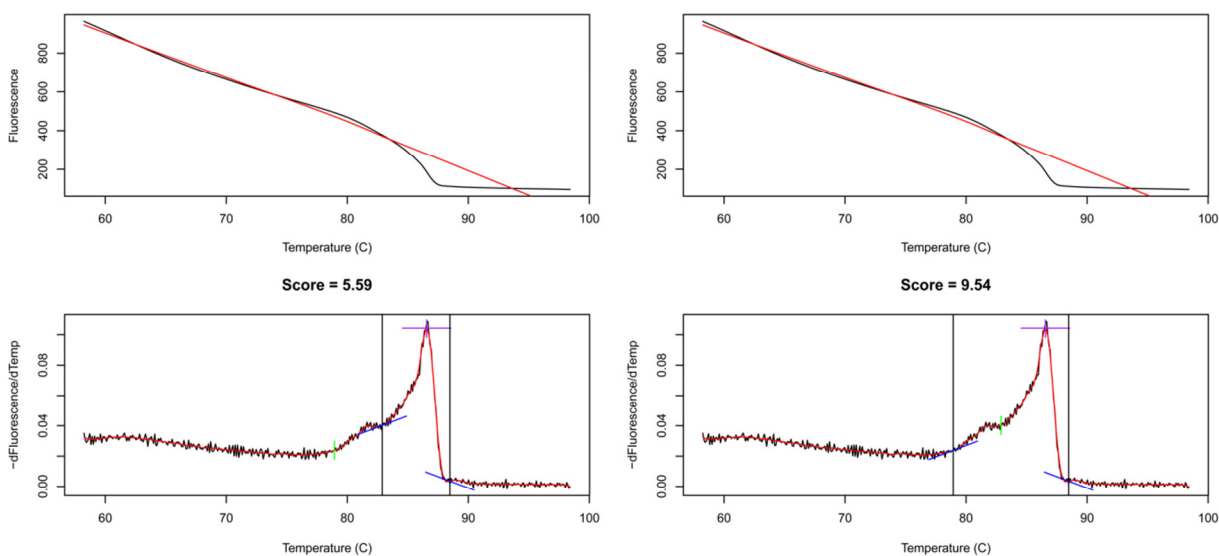 Fluorescence
800
600
400
200
60 70 80 90 100
Temperature (C)
Fluorescence
800
600
400
200
60 70 80 90 100
Temperature (C)
Score = 5.59
−dFluorescence/dTemp
0.08
0.04
0.00
60 70 80 90 100
Temperature (C)
Score = 9.54
−dFluorescence/dTemp
0.08
0.04
0.00
60 70 80 90 100
Temperature (C)